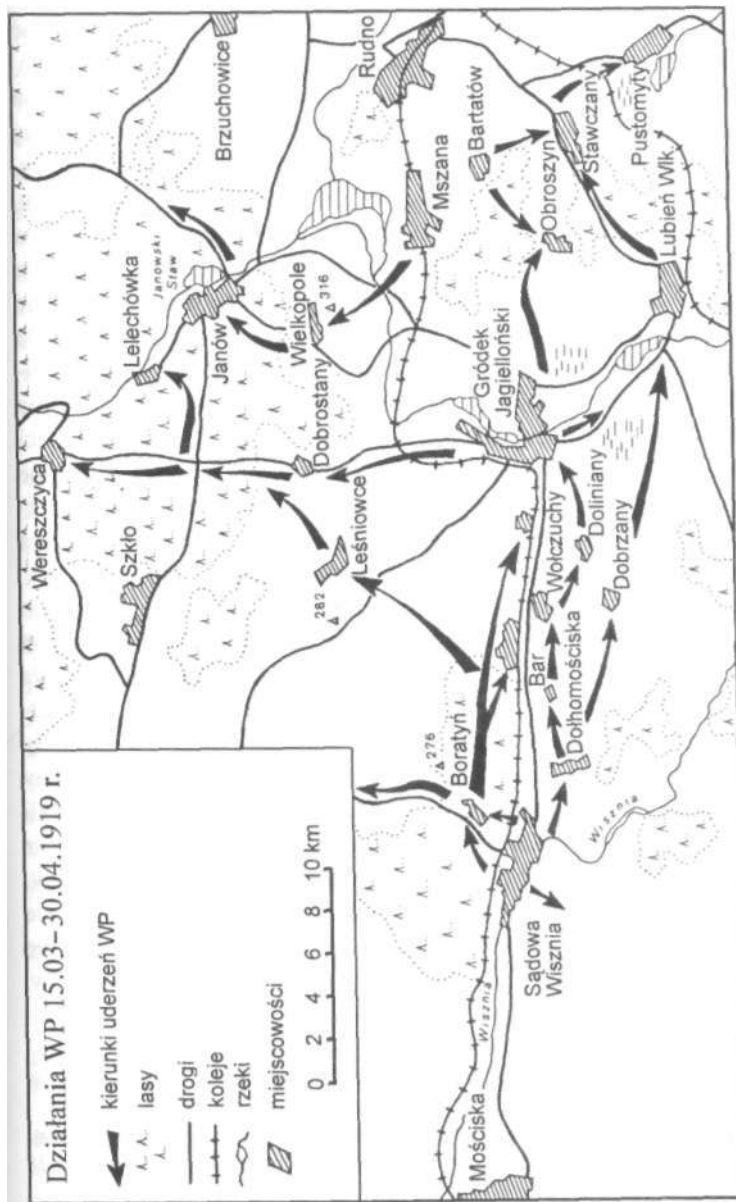 Działania WP 15.03–30.04.1919 r.
kierunki uderzeń WP
lasy
drogi
koleje
rzeki
miejscowości
0 2 4 6 8 10 km
Wereszczyca
Szkło
Lelechówka
Janowski
Staw
Janów
Brzuchowice
Dobrostany
Wielkopole
316
Rudno
Mszana
282
Leśniowce
Gródek
Jagielloński
Bartatów
Obroszyn
Stawczany
Pustomyty
Lubień Wlk.
276
Boratyń
Bar
Wołczuchy
Doliniany
Dobrzany
Dołhomościska
Wisznia
Sądowa
Wisznia
Wisznia
Mościska